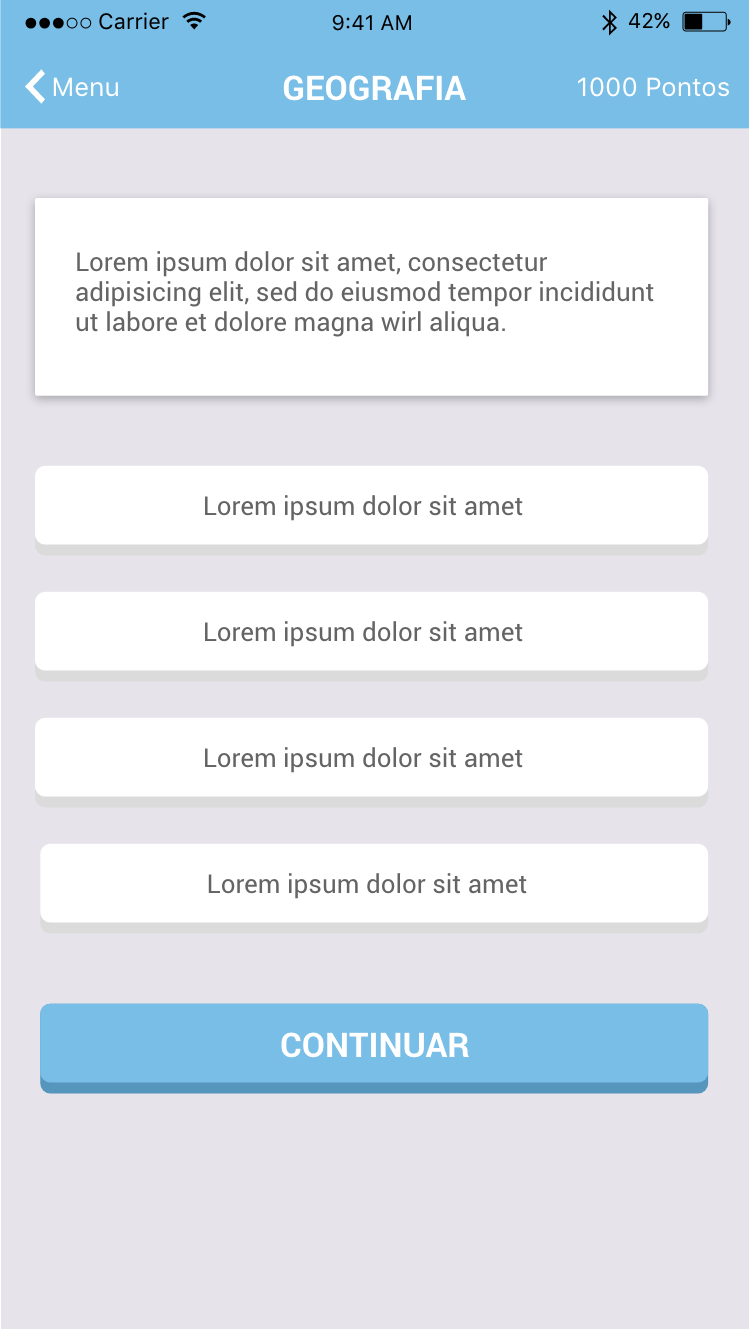 Carrier 9:41 AM 42%
Menu GEOGRAFIA 1000 Pontos
Lorem ipsum dolor sit amet, consectetur
adipisicing elit, sed do eiusmod tempor incididunt
ut labore et dolore magna wirl aliqua.
Lorem ipsum dolor sit amet
Lorem ipsum dolor sit amet
Lorem ipsum dolor sit amet
Lorem ipsum dolor sit amet
CONTINUAR